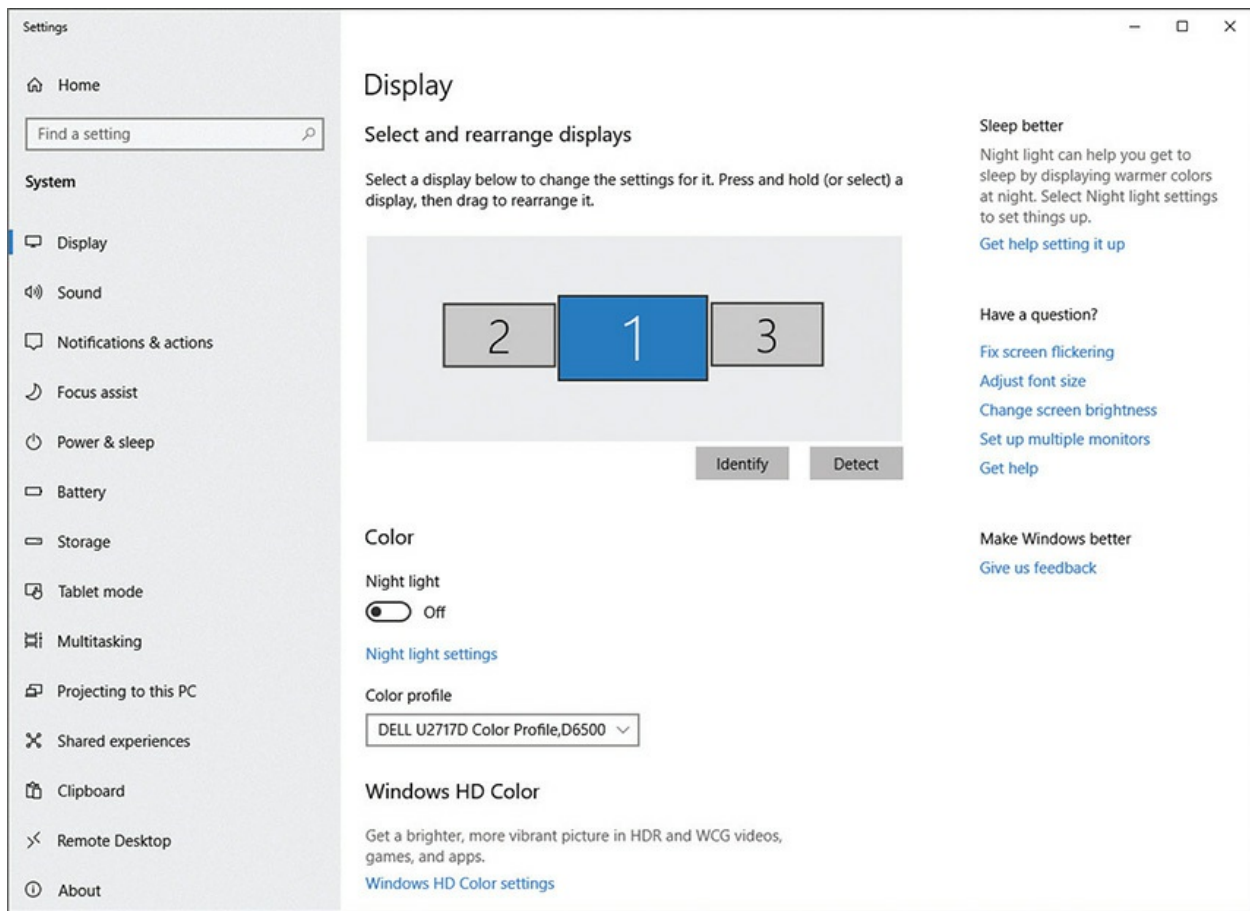 Settings
Home
Find a setting
System
Display
Sound
Notifications & actions
Focus assist
Power & sleep
Battery
Storage
Tablet mode
Multitasking
Projecting to this PC
Shared experiences
Clipboard
Remote Desktop
About
Display
Select and rearrange displays
Select a display below to change the settings for it. Press and hold (or select) a
display, then drag to rearrange it.
2 1 3
Identify Detect
Color
Night light
Off
Night light settings
Color profile
DELL U2717D Color Profile,D6500
Windows HD Color
Get a brighter, more vibrant picture in HDR and WCG videos,
games, and apps.
Windows HD Color settings
Sleep better
Night light can help you get to
sleep by displaying warmer colors
at night. Select Night light settings
to set things up.
Get help setting it up
Have a question?
Fix screen flickering
Adjust font size
Change screen brightness
Set up multiple monitors
Get help
Make Windows better
Give us feedback